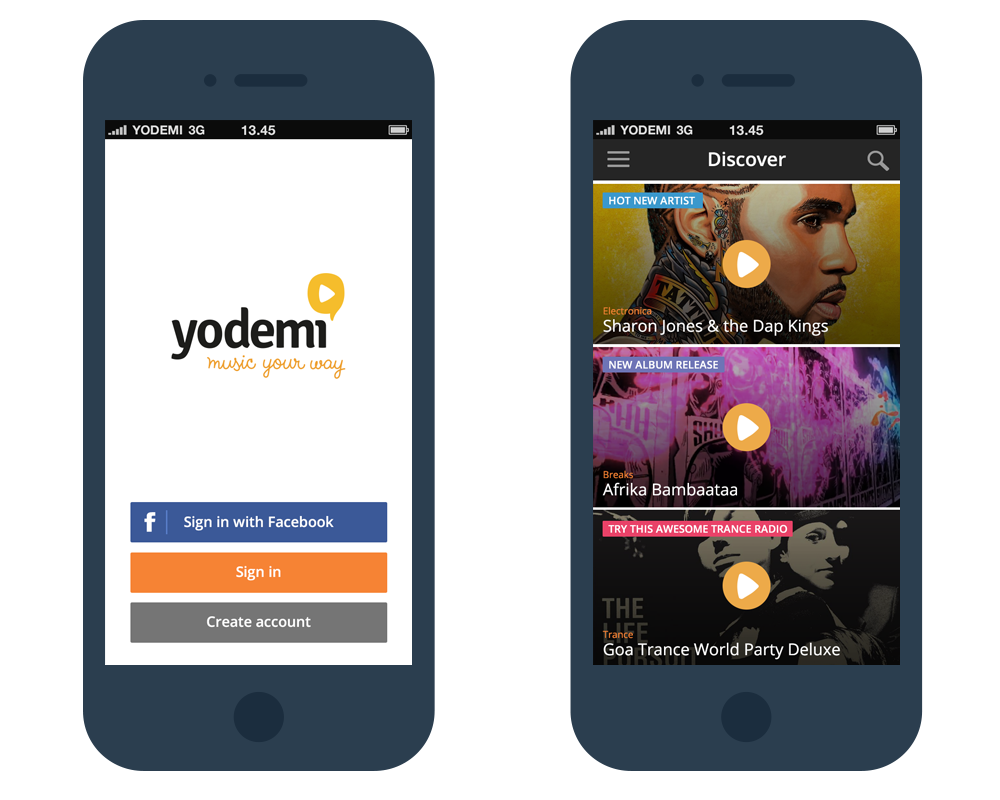 YODEMI 3G 13.45
yodemi
music your way
f Sign in with Facebook
Sign in
Create account
YODEMI 3G 13.45
Discover
HOT NEW ARTIST
TATTO
Electronica
Sharon Jones & the Dap Kings
NEW ALBUM RELEASE
Breaks
Afrika Bambaataa
TRY THIS AWESOME TRANCE RADIO
THE
LIFE
PURSUIT
Trance
Goa Trance World Party Deluxe